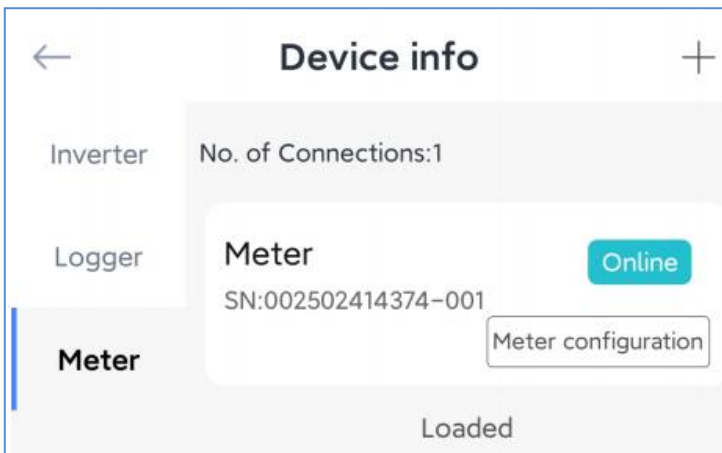 Device info
Inverter
No. of Connections:1
Logger
Meter
Online
SN:002502414374-001
Meter configuration
Meter
Loaded